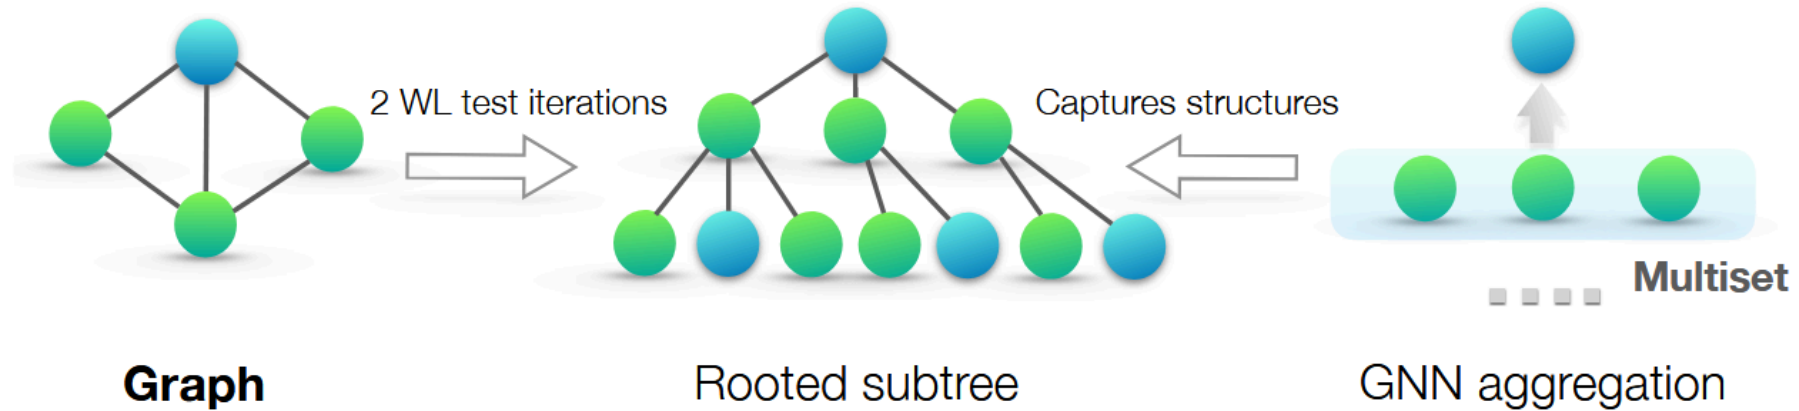 2 WL test iterations
Captures structures
Multiset
Graph
Rooted subtree
GNN aggregation